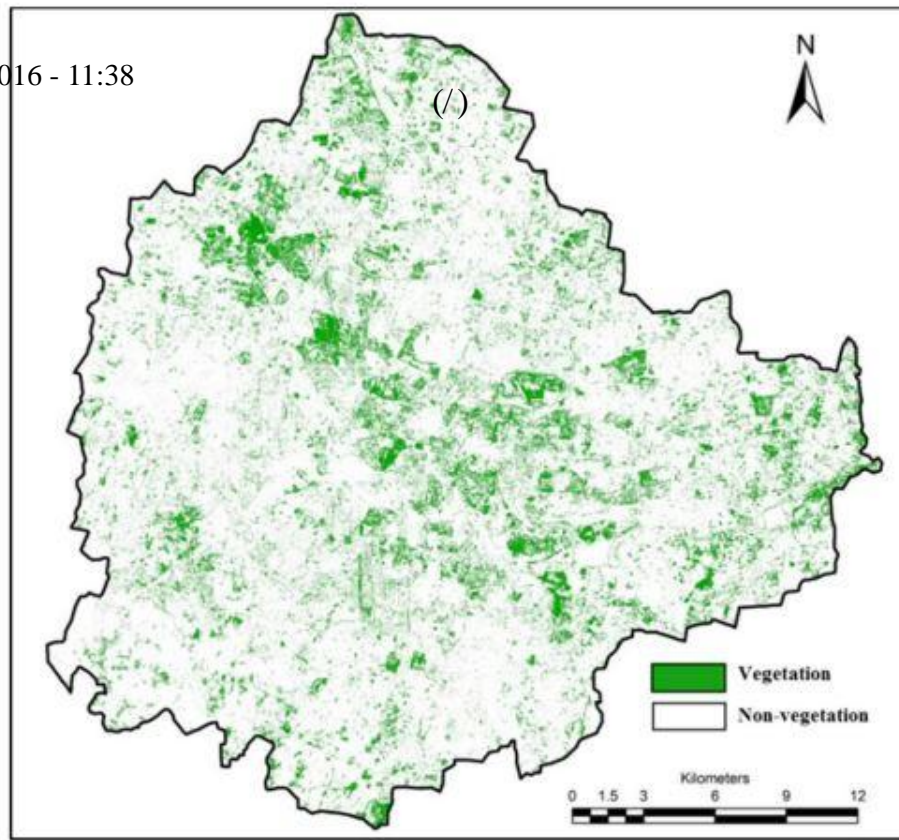 N
016 - 11:38
(/)
Vegetation
Non-vegetation
Kilometers
0 1.5 3 6 9 12